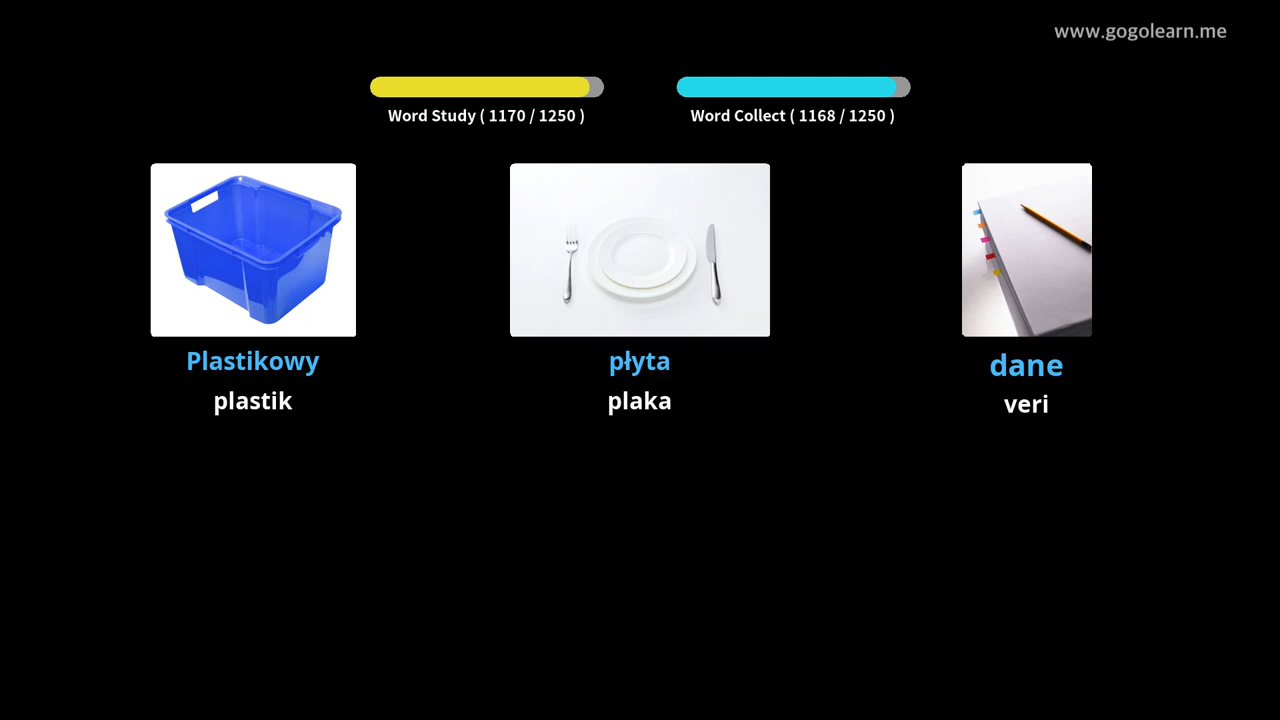 www.gogolearn.me
Word Study ( 1170 / 1250 )
Word Collect ( 1168 / 1250 )
Plastikowy
plastik
płyta
plaka
dane
veri